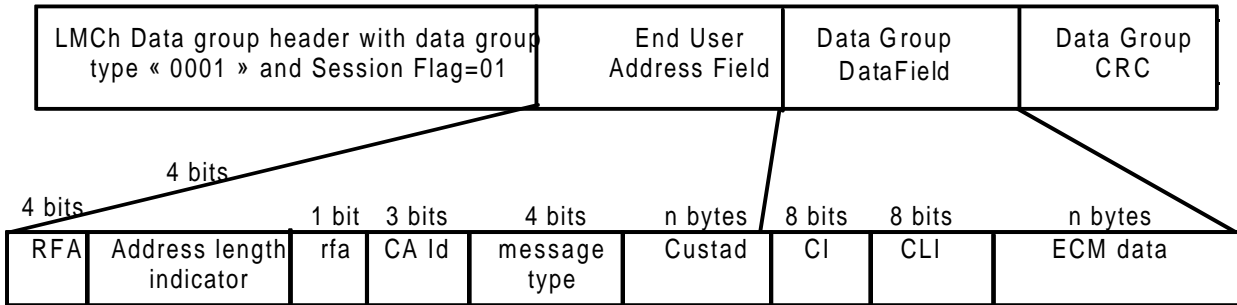 LMCh Data group header with data group
type « 0001 » and Session Flag=01
End User
Address Field
Data Group
DataField
Data Group
CRC
4 bits
4 bits
1 bit
3 bits
4 bits
n bytes
8 bits
8 bits
n bytes
RFA
Address length
indicator
rfa
CA Id
message
type
Custad
CI
CLI
ECM data